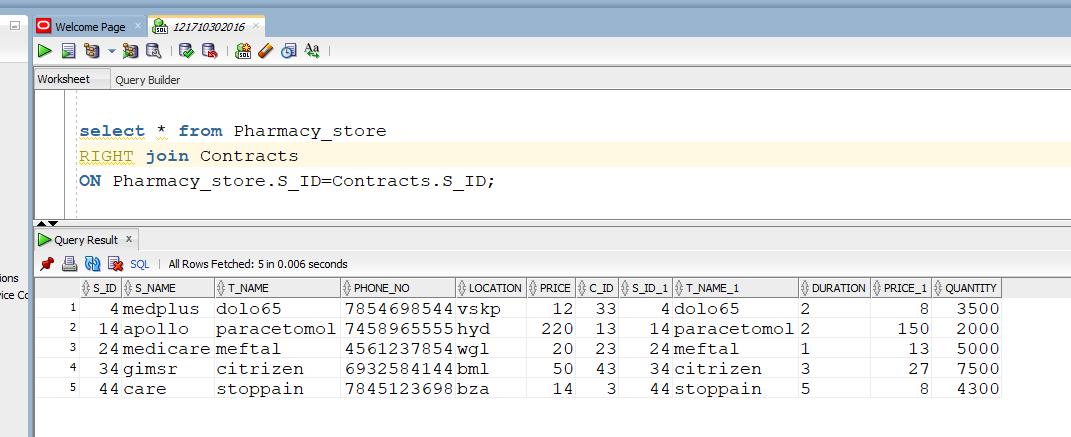 Welcome Page × 121710302016 ×
Worksheet Query Builder
select * from Pharmacy_store
RIGHT join Contracts
ON Pharmacy_store.S_ID=Contracts.S_ID;
Query Result x
SQL | All Rows Fetched: 5 in 0.006 seconds
S_ID S_NAME T_NAME PHONE_NO LOCATION PRICE C_ID S_ID_1 T_NAME_1 DURATION PRICE_1 QUANTITY
1 4 medplus dolo65 7854698544 vskp 12 33 4 dolo65 2 8 3500
2 14 apollo paracetomol 7458965555 hyd 220 13 14 paracetomol 2 150 2000
3 24 medicare meftal 4561237854 wgl 20 23 24 meftal 1 13 5000
4 34 gimsr citrizen 6932584144 bml 50 43 34 citrizen 3 27 7500
5 44 care stoppain 7845123698 bza 14 3 44 stoppain 5 8 4300
ions
vice Co